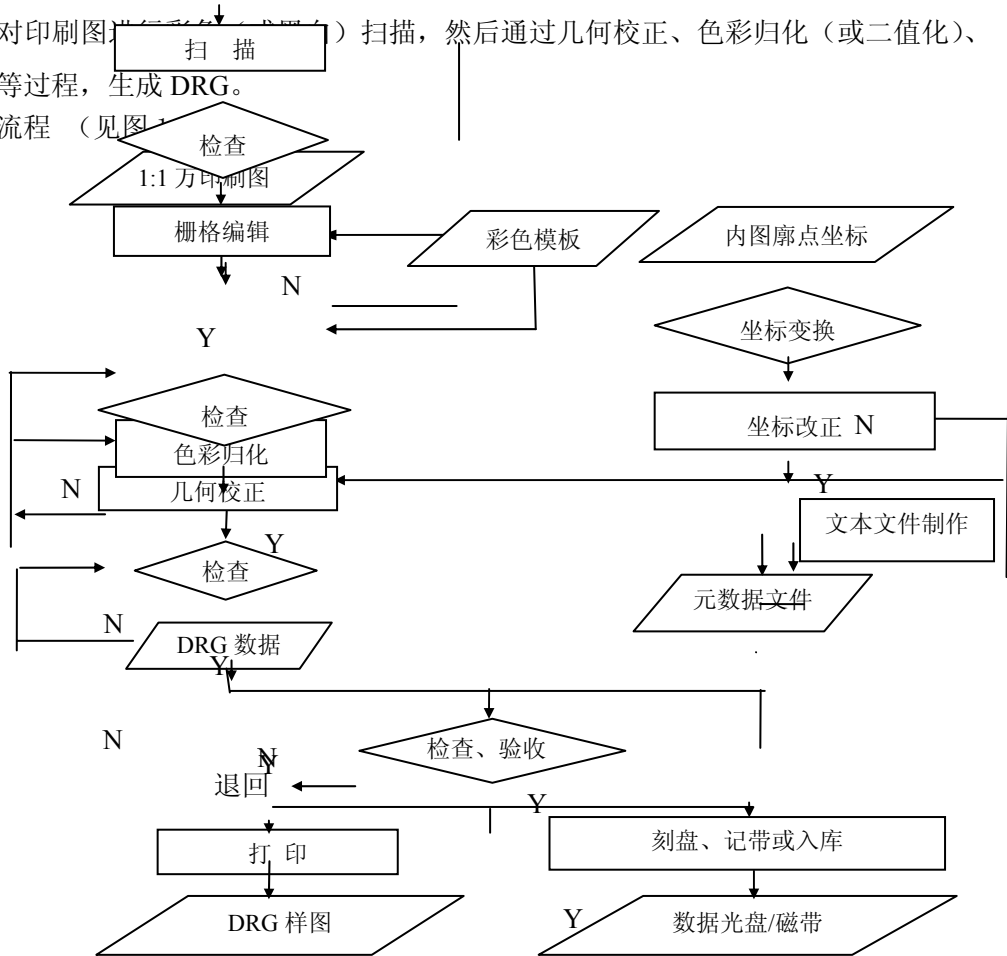 对印刷图进行彩色（或黑白）扫描，然后通过几何校正、色彩归化（或二值化）、
扫 描
等过程，生成 DRG。
流程 （见图 1
检查
1:1 万印刷图
栅格编辑
彩色模板
内图廓点坐标
N
坐标变换
Y
检查
坐标改正 N
色彩归化
N
几何校正
Y
文本文件制作
Y
检查
元数据文件
N
DRG 数据
Y
N
检查、验收
N
Y
退回
Y
打 印
刻盘、记带或入库
DRG 样图
Y
数据光盘/磁带